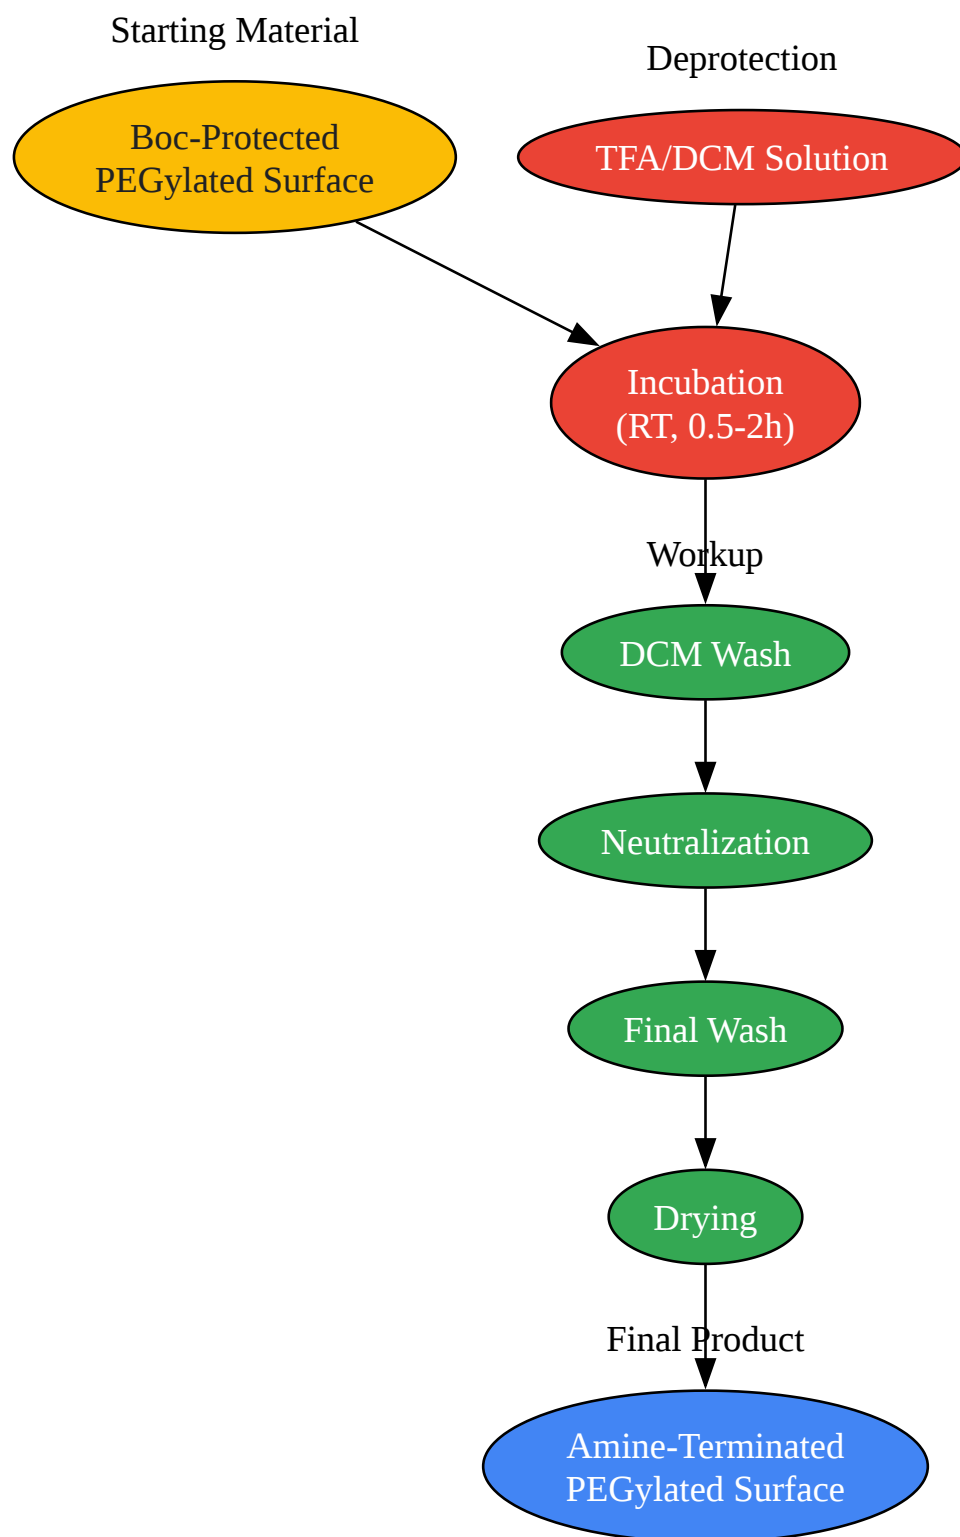 Starting Material
Deprotection
Boc-Protected
PEGylated Surface
TFA/DCM Solution
Incubation
(RT, 0.5-2h)
Workup
DCM Wash
Neutralization
Final Wash
Drying
Final Product
Amine-Terminated
PEGylated Surface